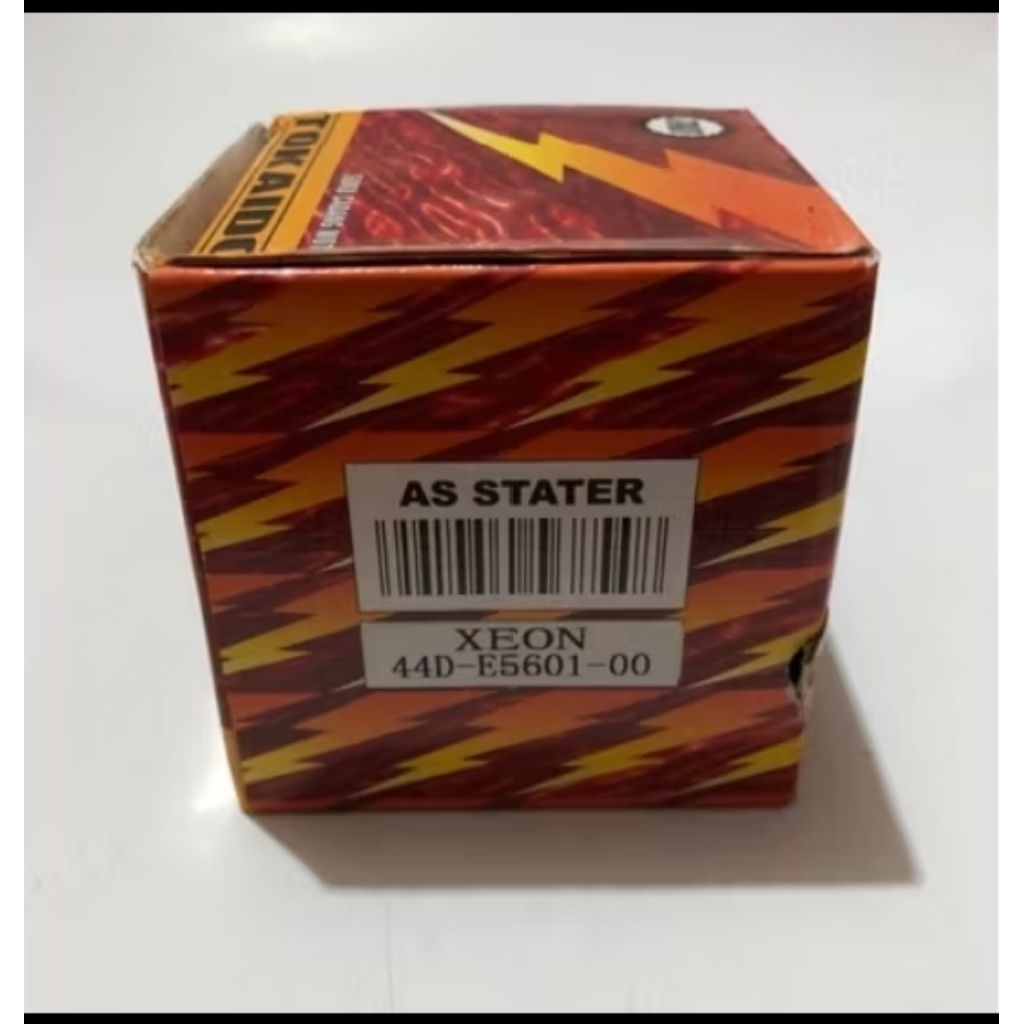 TOKAIDO
AS STATER
XEON
44D-E5601-00